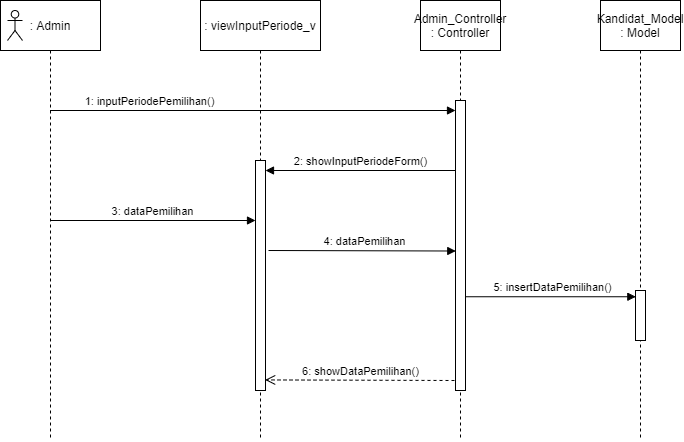 : Admin
: viewInputPeriode_v
Admin_Controller
: Controller
Kandidat_Model
: Model
1: inputPeriodePemilihan()
2: showInputPeriodeForm()
3: dataPemilihan
4: dataPemilihan
5: insertDataPemilihan()
6: showDataPemilihan()